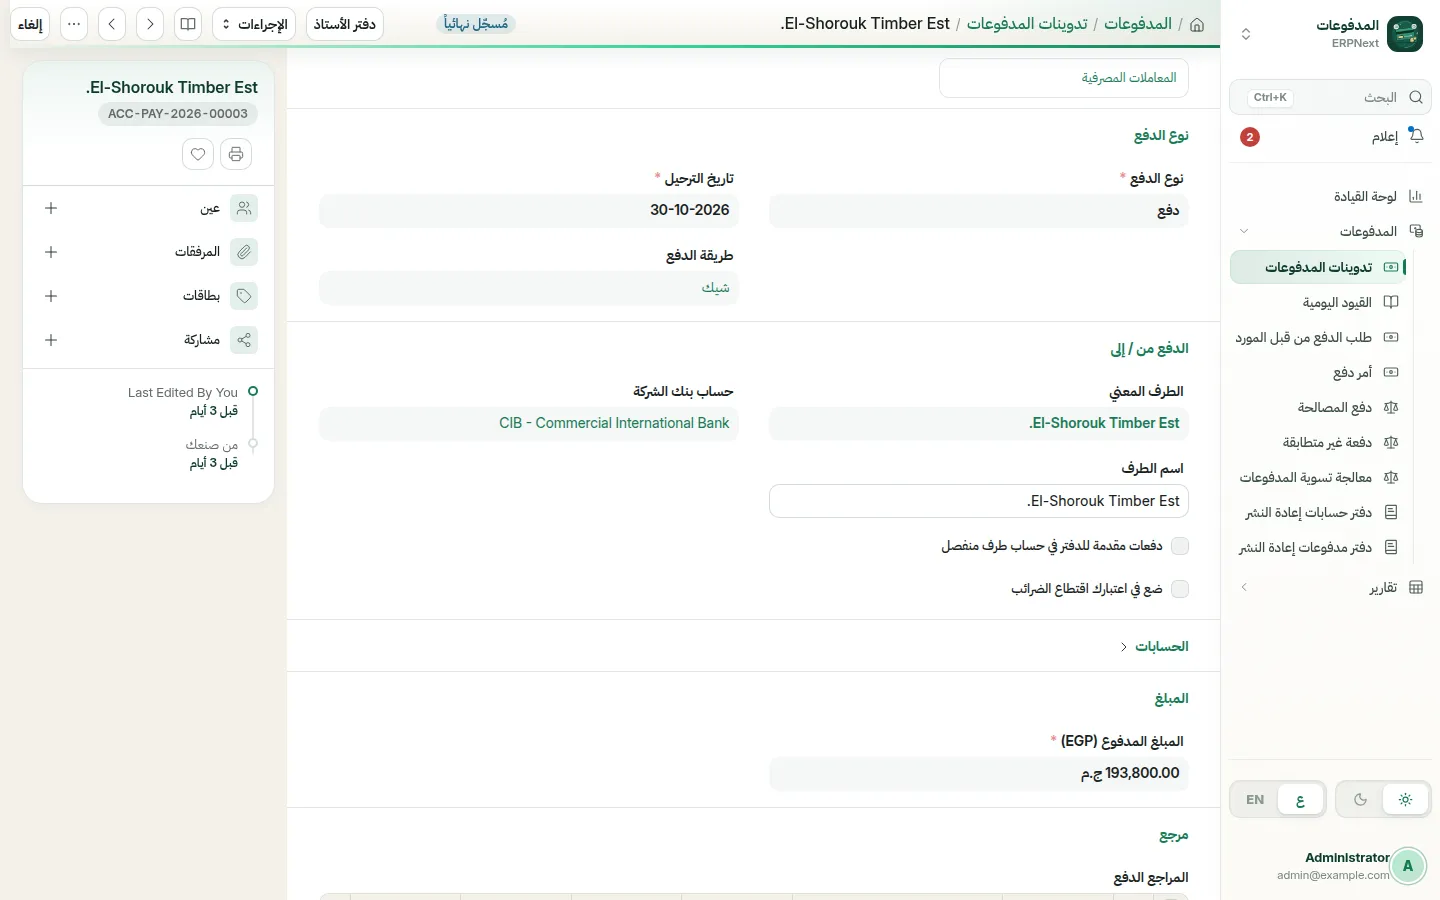 المدفوعات
ERPNext
البحث
Ctrl+K
إعلام
2
لوحة القيادة
المدفوعات
تدوينات المدفوعات
القيود اليومية
طلب الدفع من قبل المورد
أمر دفع
دفع المصالحة
دفعة غير متطابقة
معالجة تسوية المدفوعات
دفتر حسابات إعادة النشر
دفتر مدفوعات إعادة النشر
تقارير
ع
EN
Administrator
admin@example.com
A
/ المدفوعات / تدوينات المدفوعات / El-Shorouk Timber Est.
مُسجّل نهائياً
دفتر الأستاذ
الإجراءات
إلغاء
المعاملات المصرفية
نوع الدفع
نوع الدفع *
دفع
تاريخ الترحيل *
30-10-2026
طريقة الدفع
شيك
الدفع من / إلى
الطرف المعني
El-Shorouk Timber Est.
حساب بنك الشركة
CIB - Commercial International Bank
اسم الطرف
El-Shorouk Timber Est.
دفعات مقدمة للدفتر في حساب طرف منفصل
ضع في اعتبارك اقتطاع الضرائب
الحسابات
المبلغ
المبلغ المدفوع (EGP) *
193,800.00 ج.م
مرجع
المراجع الدفع
El-Shorouk Timber Est.
ACC-PAY-2026-00003
عين
المرفقات
بطاقات
مشاركة
Last Edited By You
قبل 3 أيام
من صنعك
قبل 3 أيام